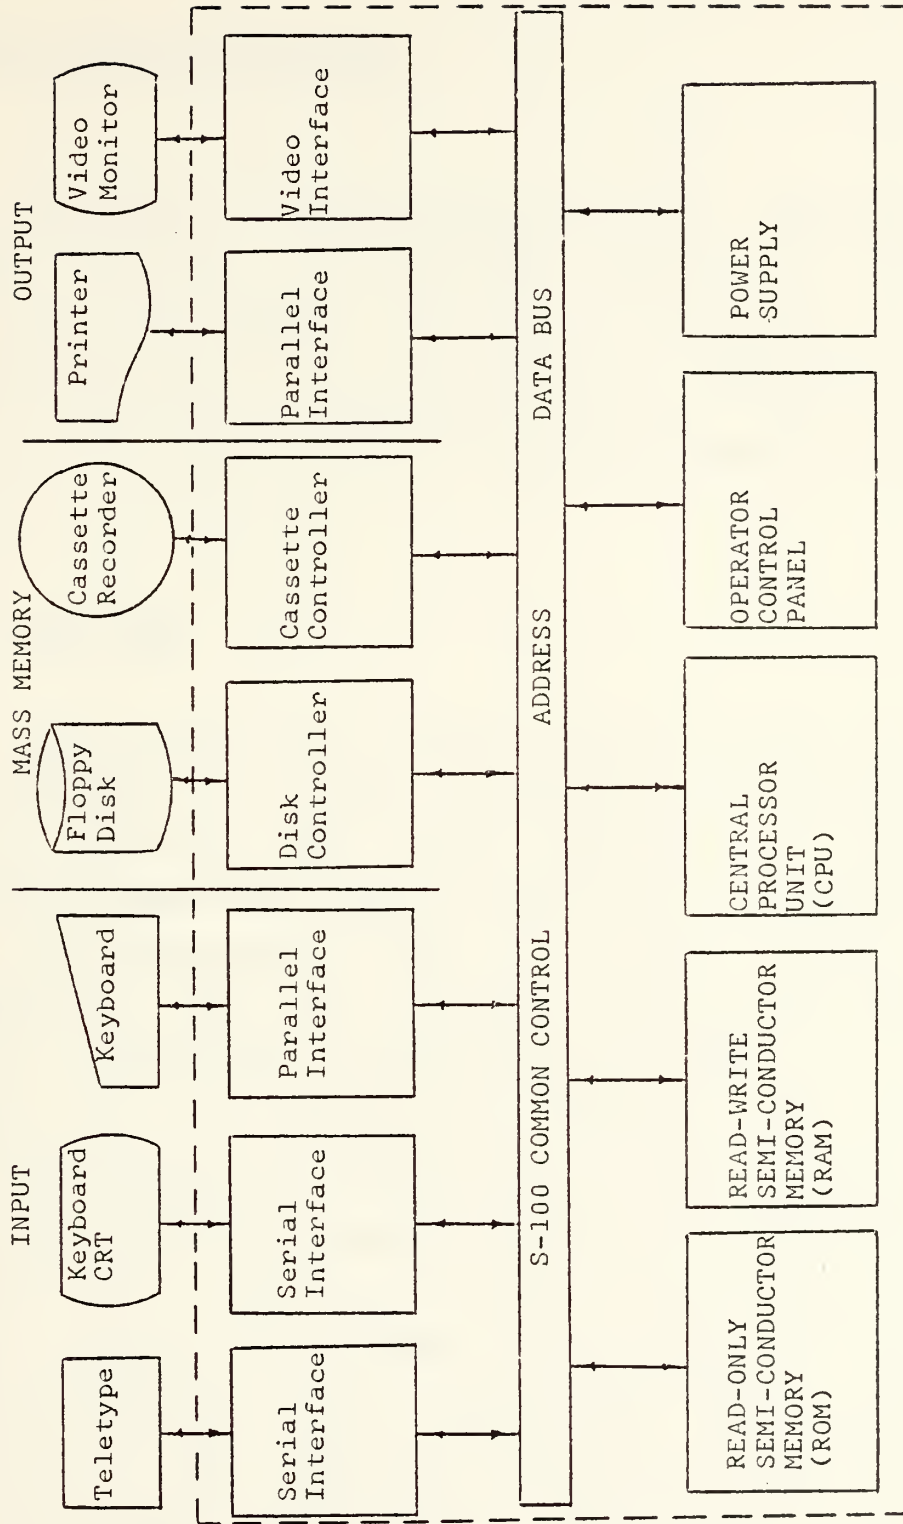 INPUT
MASS MEMORY
OUTPUT
Teletype
Keyboard
CRT
Keyboard
Floppy
Disk
Cassette
Recorder
Printer
Video
Monitor
Serial
Interface
Serial
Interface
Parallel
Interface
Disk
Controller
Cassette
Controller
Parallel
Interface
Video
Interface
S-100 COMMON CONTROL ADDRESS DATA BUS
READ-ONLY
SEMI-CONDUCTOR
MEMORY
(ROM)
READ-WRITE
SEMI-CONDUCTOR
MEMORY
(RAM)
CENTRAL
PROCESSOR
UNIT
(CPU)
OPERATOR
CONTROL
PANEL
POWER
SUPPLY